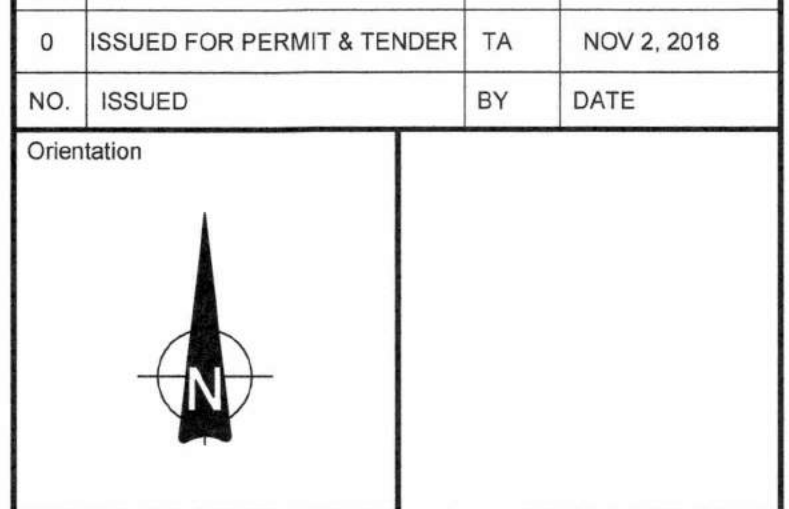 0 ISSUED FOR PERMIT & TENDER TA NOV 2, 2018
NO. ISSUED BY DATE
Orientation
N